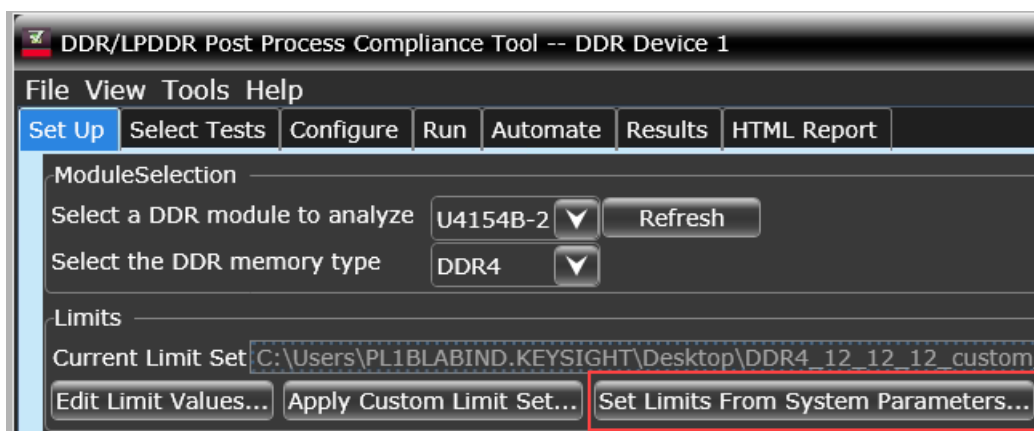 DDR/LPDDR Post Process Compliance Tool -- DDR Device 1
File View Tools Help
Set Up Select Tests Configure Run Automate Results HTML Report
ModuleSelection
Select a DDR module to analyze U4154B-2 Refresh
Select the DDR memory type DDR4
Limits
Current Limit Set C:\Users\PL1BLABIND.KEYSIGHT\Desktop\DDR4_12_12_12_custom
Edit Limit Values... Apply Custom Limit Set... Set Limits From System Parameters...